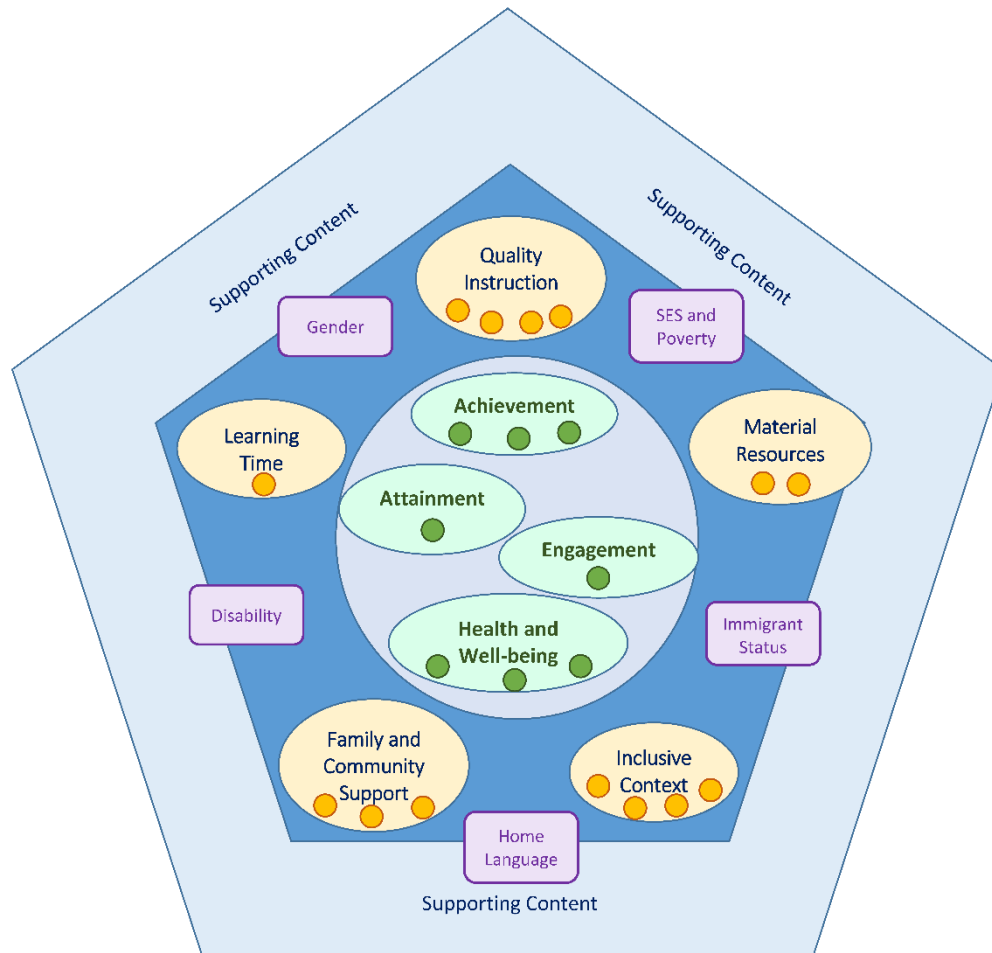 Supporting Content
Supporting Content
Quality
Instruction
Gender
SES and
Poverty
Achievement
Learning
Time
Material
Resources
Attainment
Engagement
Disability
Immigrant
Status
Health and
Well-being
Family and
Community
Support
Inclusive
Context
Home
Language
Supporting Content